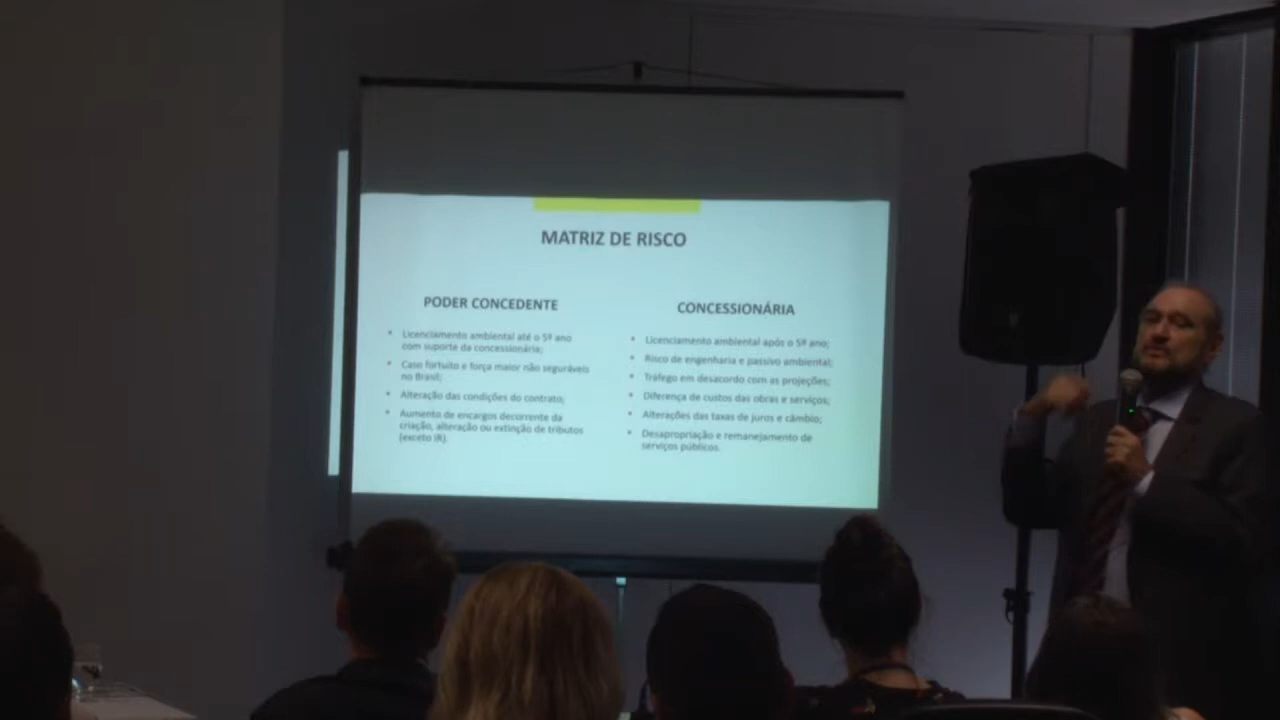 MATRIZ DE RISCO
PODER CONCEDENTE
• Licenciamento ambiental até o 5º ano
com suporte da concessionária;
• Caso fortuito e força maior não seguráveis
no Brasil;
• Alteração das condições do contrato;
• Aumento de encargos decorrente da
criação, alteração ou extinção de tributos
(exceto IR).
CONCESSIONÁRIA
• Licenciamento ambiental após o 5º ano;
• Risco de engenharia e passivo ambiental;
• Tráfego em desacordo com as projeções;
• Diferença de custos das obras e serviços;
• Alterações das taxas de juros e câmbio;
• Desapropriação e remanejamento de
serviços públicos.